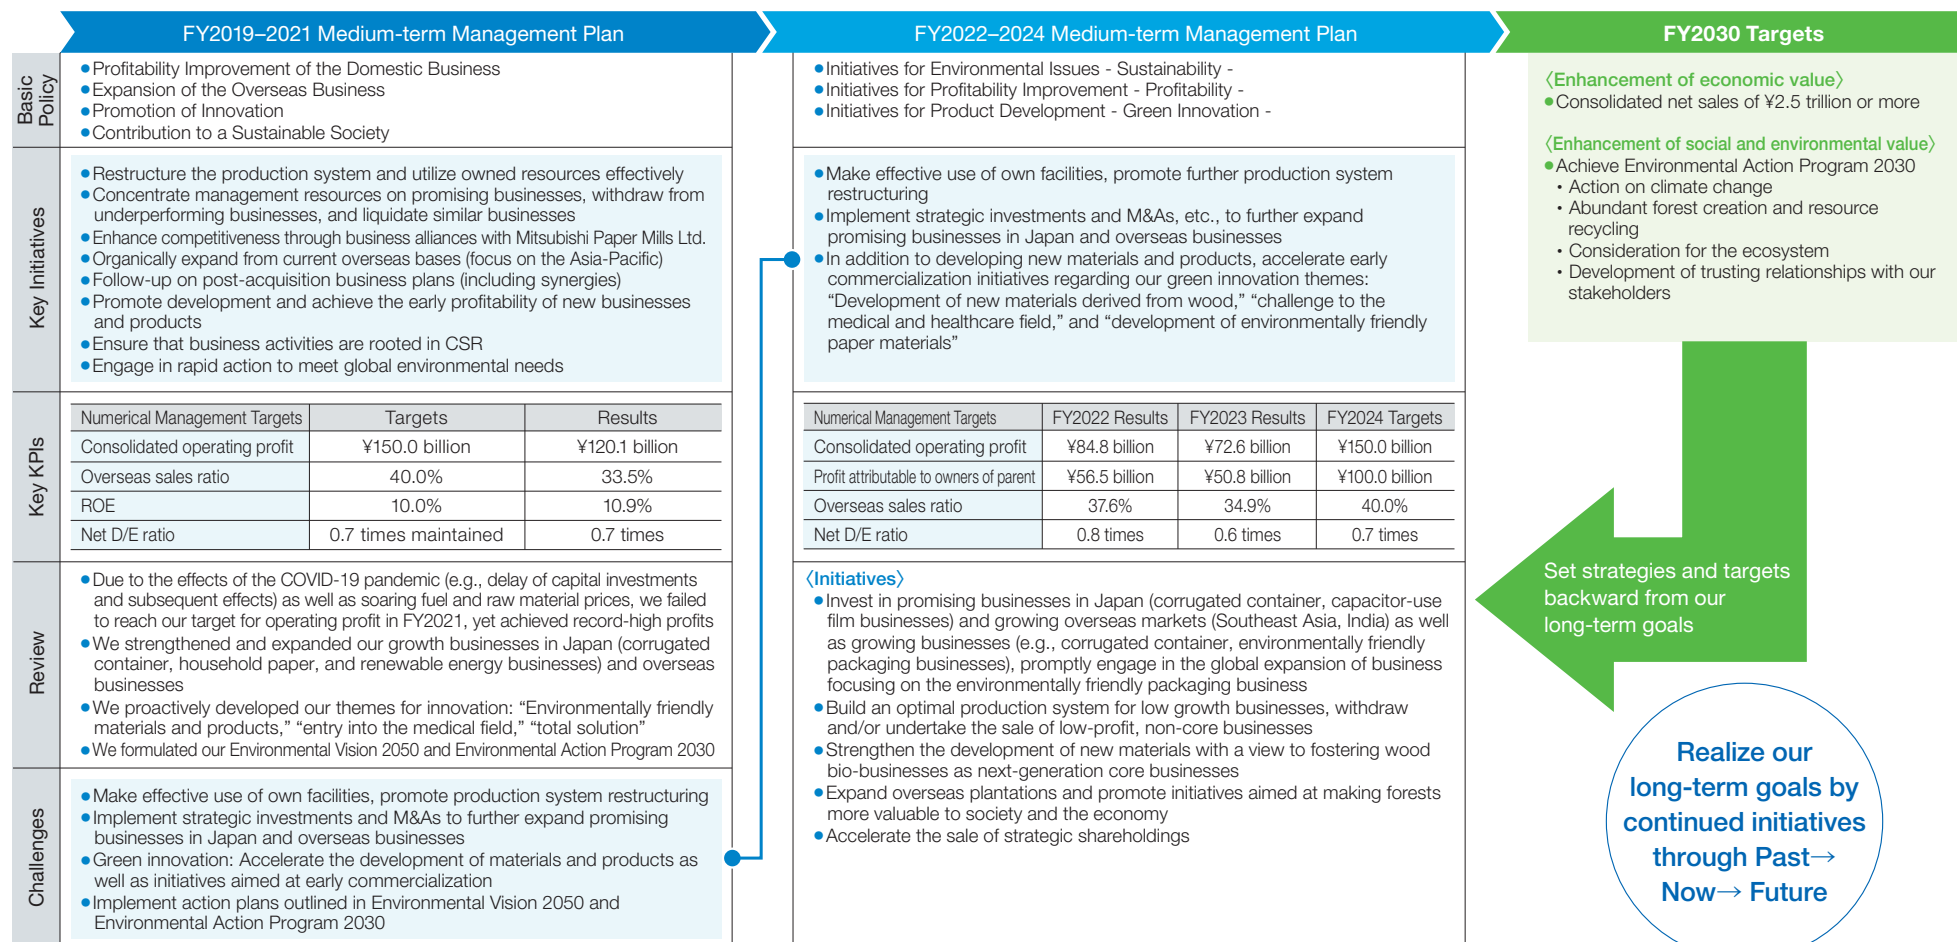 FY2019–2021 Medium-term Management Plan
FY2022–2024 Medium-term Management Plan
FY2030 Targets
Basic
Policy
●Profitability Improvement of the Domestic Business
●Expansion of the Overseas Business
●Promotion of Innovation
●Contribution to a Sustainable Society
●Initiatives for Environmental Issues - Sustainability -
●Initiatives for Profitability Improvement - Profitability -
●Initiatives for Product Development - Green Innovation -
〈Enhancement of economic value〉
●Consolidated net sales of ¥2.5 trillion or more
〈Enhancement of social and environmental value〉
●Achieve Environmental Action Program 2030
・Action on climate change
・Abundant forest creation and resource
recycling
・Consideration for the ecosystem
・Development of trusting relationships with our
stakeholders
Key Initiatives
●Restructure the production system and utilize owned resources effectively
●Concentrate management resources on promising businesses, withdraw from
underperforming businesses, and liquidate similar businesses
●Enhance competitiveness through business alliances with Mitsubishi Paper Mills Ltd.
●Organically expand from current overseas bases (focus on the Asia-Pacific)
●Follow-up on post-acquisition business plans (including synergies)
●Promote development and achieve the early profitability of new businesses
and products
●Ensure that business activities are rooted in CSR
●Engage in rapid action to meet global environmental needs
●Make effective use of own facilities, promote further production system
restructuring
●Implement strategic investments and M&As, etc., to further expand
promising businesses in Japan and overseas businesses
●In addition to developing new materials and products, accelerate early
commercialization initiatives regarding our green innovation themes:
“Development of new materials derived from wood,” “challenge to the
medical and healthcare field,” and “development of environmentally friendly
paper materials”
Key KPIs
Numerical Management Targets Targets Results
Consolidated operating profit ¥150.0 billion ¥120.1 billion
Overseas sales ratio 40.0% 33.5%
ROE 10.0% 10.9%
Net D/E ratio 0.7 times maintained 0.7 times
Numerical Management Targets FY2022 Results FY2023 Results FY2024 Targets
Consolidated operating profit ¥84.8 billion ¥72.6 billion ¥150.0 billion
Profit attributable to owners of parent ¥56.5 billion ¥50.8 billion ¥100.0 billion
Overseas sales ratio 37.6% 34.9% 40.0%
Net D/E ratio 0.8 times 0.6 times 0.7 times
Review
●Due to the effects of the COVID-19 pandemic (e.g., delay of capital investments
and subsequent effects) as well as soaring fuel and raw material prices, we failed
to reach our target for operating profit in FY2021, yet achieved record-high profits
●We strengthened and expanded our growth businesses in Japan (corrugated
container, household paper, and renewable energy businesses) and overseas
businesses
●We proactively developed our themes for innovation: “Environmentally friendly
materials and products,” “entry into the medical field,” “total solution”
●We formulated our Environmental Vision 2050 and Environmental Action Program 2030
Challenges
●Make effective use of own facilities, promote production system restructuring
●Implement strategic investments and M&As to further expand promising
businesses in Japan and overseas businesses
●Green innovation: Accelerate the development of materials and products as
well as initiatives aimed at early commercialization
●Implement action plans outlined in Environmental Vision 2050 and
Environmental Action Program 2030
〈Initiatives〉
●Invest in promising businesses in Japan (corrugated container, capacitor-use
film businesses) and growing overseas markets (Southeast Asia, India) as well
as growing businesses (e.g., corrugated container, environmentally friendly
packaging businesses), promptly engage in the global expansion of business
focusing on the environmentally friendly packaging business
●Build an optimal production system for low growth businesses, withdraw
and/or undertake the sale of low-profit, non-core businesses
●Strengthen the development of new materials with a view to fostering wood
bio-businesses as next-generation core businesses
●Expand overseas plantations and promote initiatives aimed at making forests
more valuable to society and the economy
●Accelerate the sale of strategic shareholdings
Set strategies and targets
backward from our
long-term goals
Realize our
long-term goals by
continued initiatives
through Past→
Now→ Future